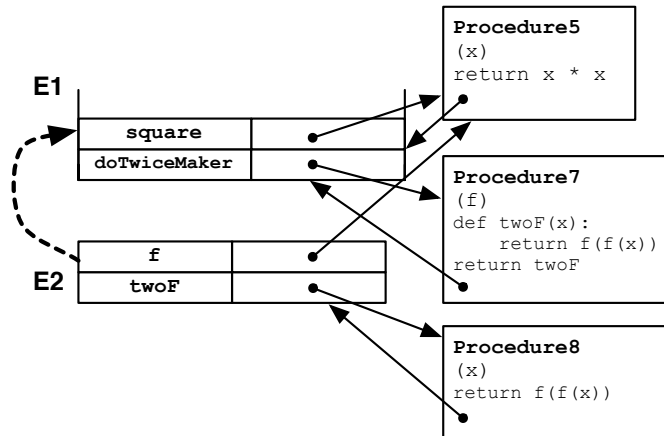 E1
square
doTwiceMaker
E2
f
twoF
Procedure5
(x)
return x * x
Procedure7
(f)
def twoF(x):
    return f(f(x))
return twoF
Procedure8
(x)
return f(f(x))